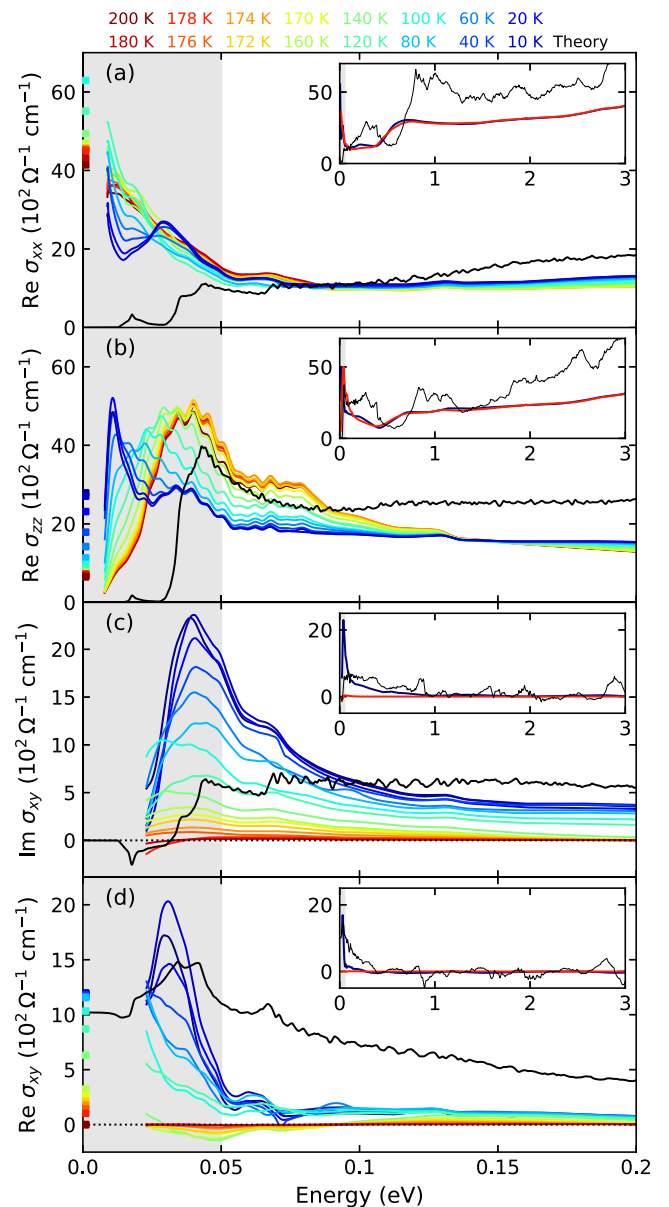 200 K 178 K 174 K 170 K 140 K 100 K 60 K 20 K
180 K 176 K 172 K 160 K 120 K 80 K 40 K 10 K Theory
(a)
Re σxx (10² Ω⁻¹ cm⁻¹)
60
40
20
0
50
0
0 1 2 3
(b)
Re σzz (10² Ω⁻¹ cm⁻¹)
60
40
20
0
50
0
0 1 2 3
(c)
Im σxy (10² Ω⁻¹ cm⁻¹)
20
15
10
5
0
20
0
0 1 2 3
(d)
Re σxy (10² Ω⁻¹ cm⁻¹)
20
15
10
5
0
20
0
0 1 2 3
0.0 0.05 0.1 0.15 0.2
Energy (eV)